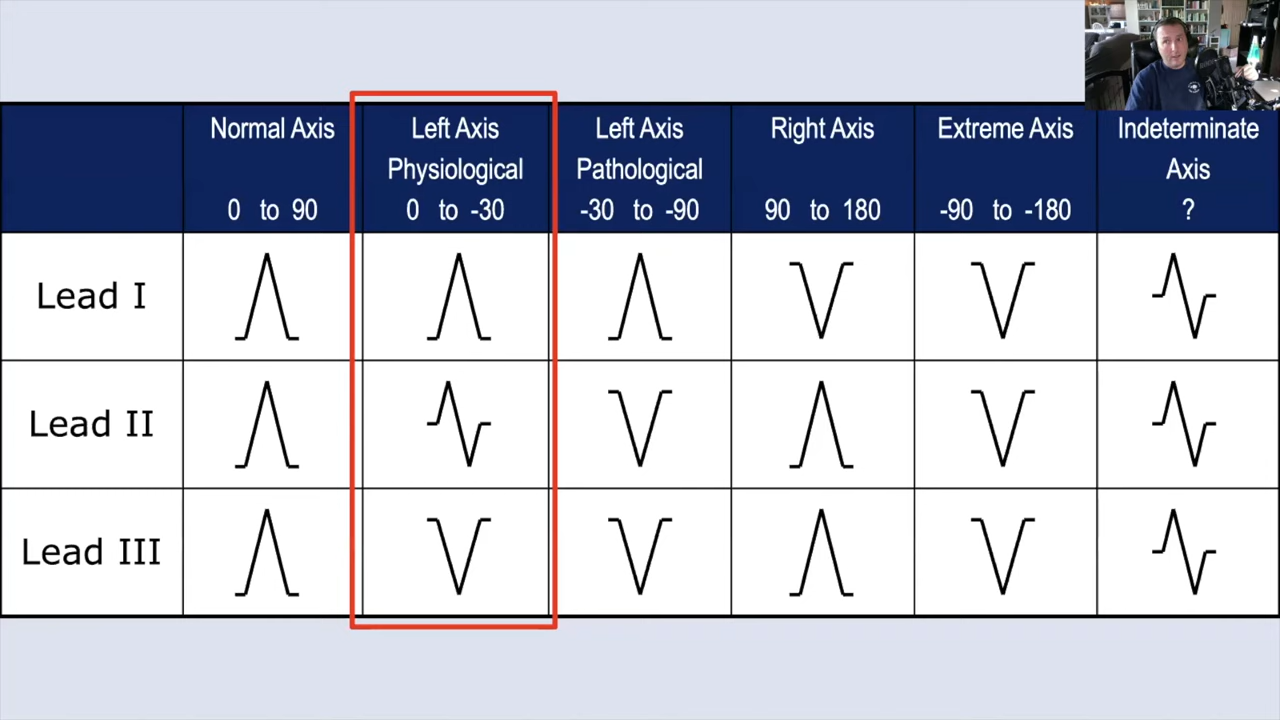 Normal Axis
0 to 90
Left Axis
Physiological
0 to -30
Left Axis
Pathological
-30 to -90
Right Axis
90 to 180
Extreme Axis
-90 to -180
Indeterminate
Axis
?
Lead I
Lead II
Lead III